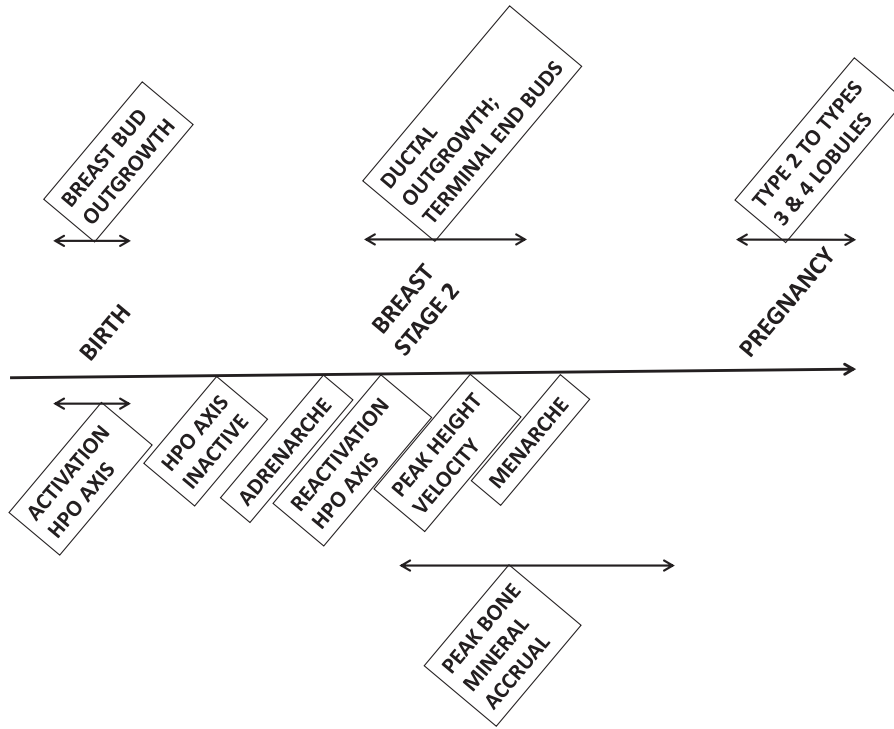 BREAST BUD
OUTGROWTH
DUCTAL
OUTGROWTH;
TERMINAL END BUDS
TYPE 2 TO TYPES
3 & 4 LOBULES
BIRTH
BREAST
STAGE 2
PREGNANCY
ACTIVATION
HPO AXIS
HPO AXIS
INACTIVE
ADRENARCHE
REACTIVATION
HPO AXIS
PEAK HEIGHT
VELOCITY
MENARCHE
PEAK BONE
MINERAL
ACCRUAL